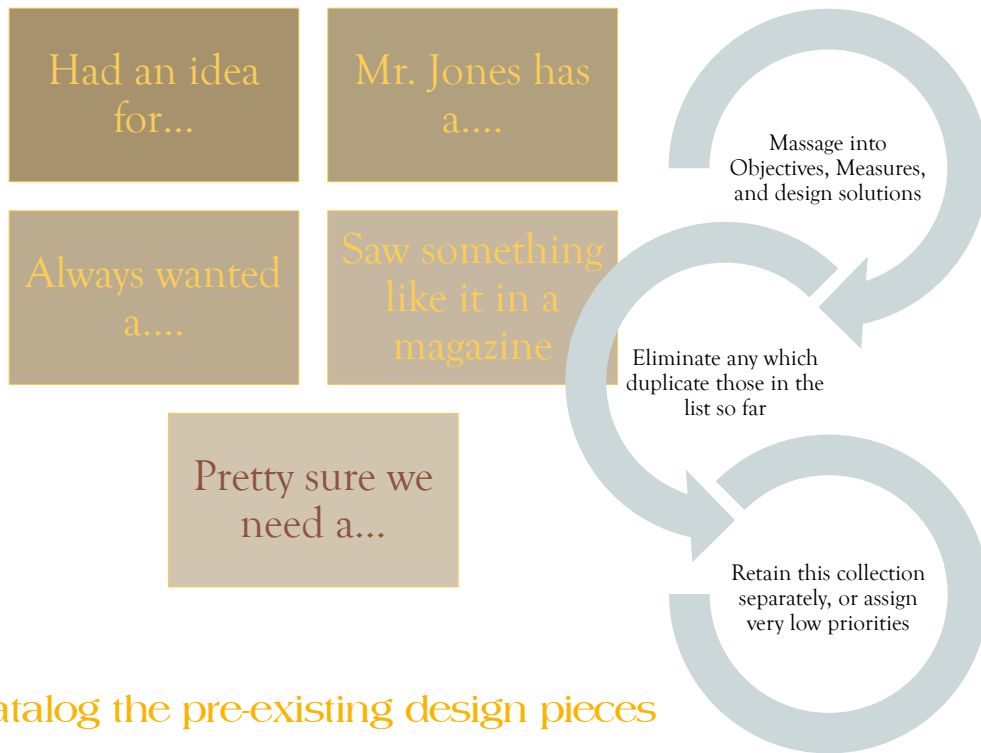 Had an idea
for...
Mr. Jones has
a....
Always wanted
a....
Saw something
like it in a
magazine
Pretty sure we
need a...
Massage into
Objectives, Measures,
and design solutions
Eliminate any which
duplicate those in the
list so far
Retain this collection
separately, or assign
very low priorities
atalog the pre-existing design pieces